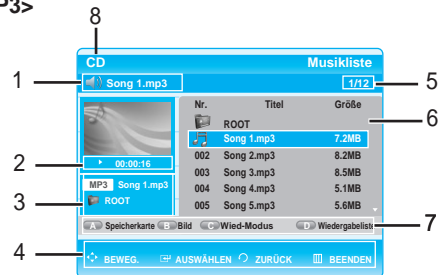 P3>
8
CD Musikliste
1 Song 1.mp3 1/12 5
Nr. Titel Größe
ROOT 6
Song 1.mp3 7.2MB
2 00:00:16 002 Song 2.mp3 8.2MB
003 Song 3.mp3 8.5MB
MP3 Song 1.mp3 004 Song 4.mp3 5.1MB
3 ROOT 005 Song 5.mp3 5.6MB
A Speicherkarte B Bild C Wied-Modus D Wiedergabeliste 7
4 BEWEG. AUSWÄHLEN ZURÜCK BEENDEN